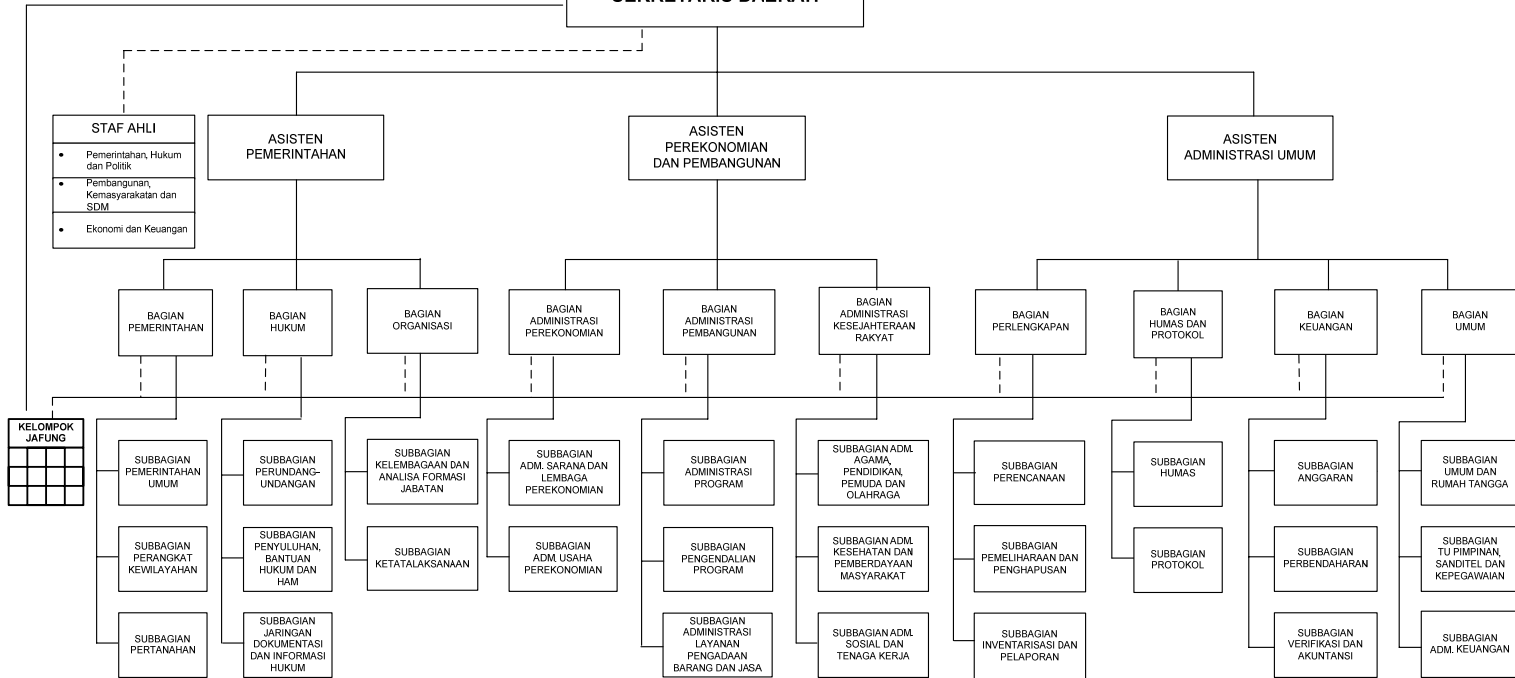 SEKRETARIS DAERAH
STAF AHLI
• Pemerintahan, Hukum
dan Politik
• Pembangunan,
Kemasyarakatan dan
SDM
• Ekonomi dan Keuangan
ASISTEN
PEMERINTAHAN
ASISTEN
PEREKONOMIAN
DAN PEMBANGUNAN
ASISTEN
ADMINISTRASI UMUM
BAGIAN
PEMERINTAHAN
BAGIAN
HUKUM
BAGIAN
ORGANISASI
BAGIAN
ADMINISTRASI
PEREKONOMIAN
BAGIAN
ADMINISTRASI
PEMBANGUNAN
BAGIAN
ADMINISTRASI
KESEJAHTERAAN
RAKYAT
BAGIAN
PERLENGKAPAN
BAGIAN
HUMAS DAN
PROTOKOL
BAGIAN
KEUANGAN
BAGIAN
UMUM
KELOMPOK
JAFUNG
SUBBAGIAN
PEMERINTAHAN
UMUM
SUBBAGIAN
PERUNDANG-
UNDANGAN
SUBBAGIAN
KELEMBAGAAN DAN
ANALISA FORMASI
JABATAN
SUBBAGIAN
ADM. SARANA DAN
LEMBAGA
PEREKONOMIAN
SUBBAGIAN
ADMINISTRASI
PROGRAM
SUBBAGIAN ADM.
AGAMA,
PENDIDIKAN,
PEMUDA DAN
OLAHRAGA
SUBBAGIAN
PERENCANAAN
SUBBAGIAN
HUMAS
SUBBAGIAN
ANGGARAN
SUBBAGIAN
UMUM DAN
RUMAH TANGGA
SUBBAGIAN
PERANGKAT
KEWILAYAHAN
SUBBAGIAN
PENYULUHAN,
BANTUAN
HUKUM DAN
HAM
SUBBAGIAN
KETATALAKSANAAN
SUBBAGIAN
ADM. USAHA
PEREKONOMIAN
SUBBAGIAN
PENGENDALIAN
PROGRAM
SUBBAGIAN ADM.
KESEHATAN DAN
PEMBERDAYAAN
MASYARAKAT
SUBBAGIAN
PEMELIHARAAN DAN
PENGHAPUSAN
SUBBAGIAN
PROTOKOL
SUBBAGIAN
PERBENDAHARAN
SUBBAGIAN
TU PIMPINAN,
SANDITEL DAN
KEPEGAWAIAN
SUBBAGIAN
PERTANAHAN
SUBBAGIAN
JARINGAN
DOKUMENTASI
DAN INFORMASI
HUKUM
SUBBAGIAN
ADMINISTRASI
LAYANAN
PENGADAAN
BARANG DAN JASA
SUBBAGIAN ADM.
SOSIAL DAN
TENAGA KERJA
SUBBAGIAN
INVENTARISASI DAN
PELAPORAN
SUBBAGIAN
VERIFIKASI DAN
AKUNTANSI
SUBBAGIAN
ADM. KEUANGAN